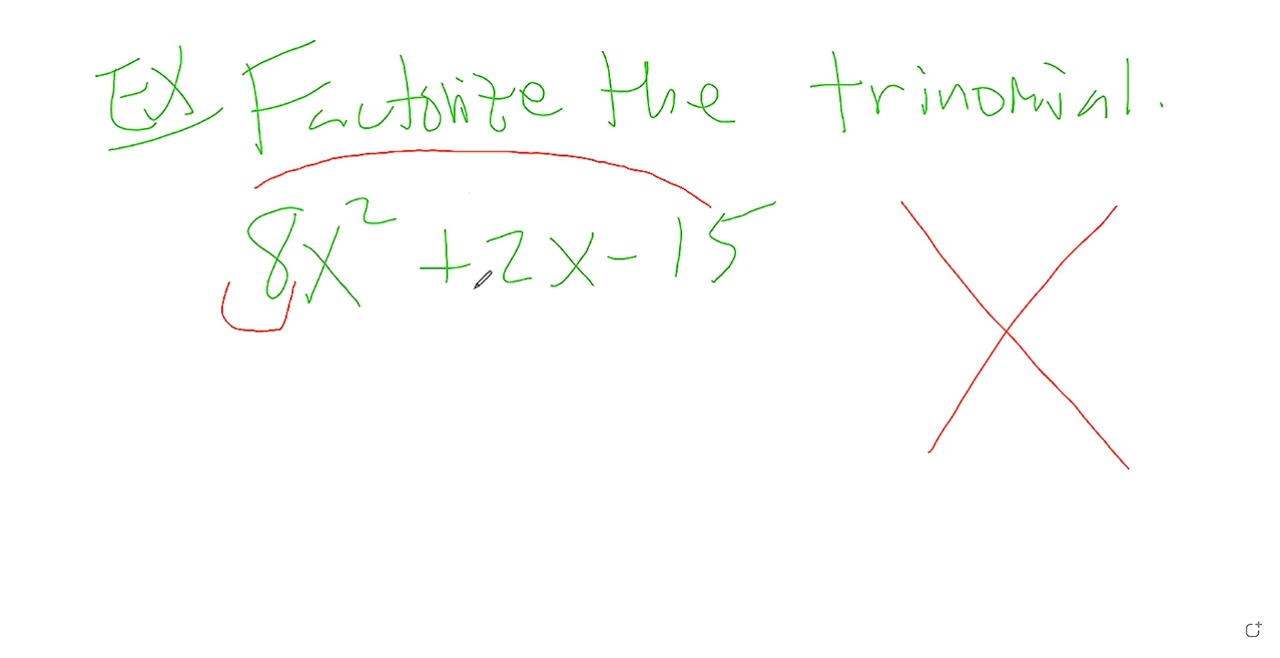 Ex Factorize the trinomial.
8x² + 2x - 15